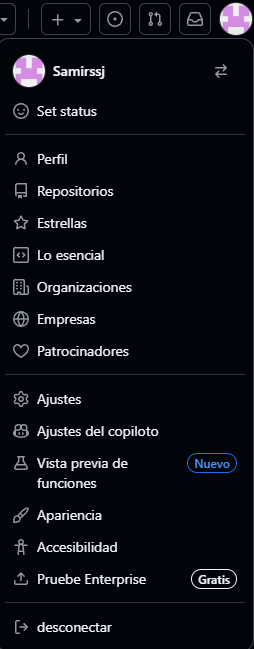 Samirssj
Set status
Perfil
Repositorios
Estrellas
Lo esencial
Organizaciones
Empresas
Patrocinadores
Ajustes
Ajustes del copiloto
Vista previa de Nuevo
funciones
Apariencia
Accesibilidad
Pruebe Enterprise Gratis
desconectar